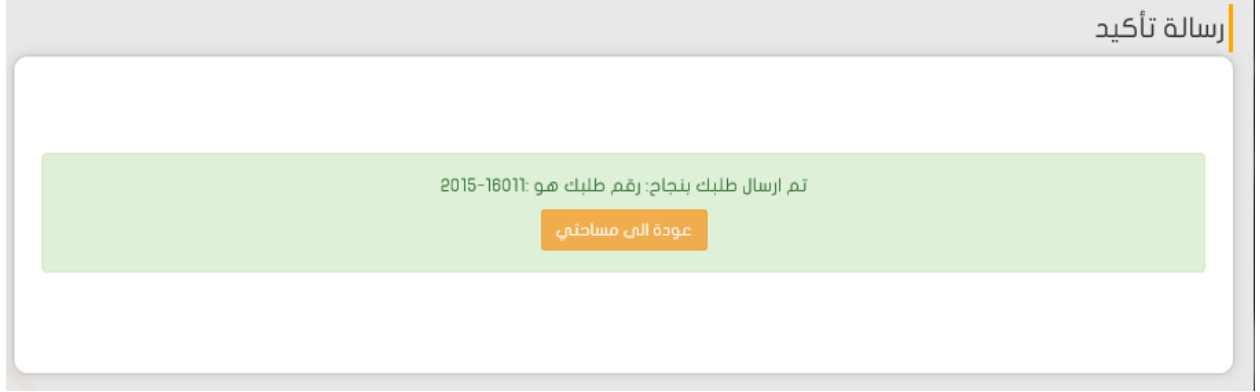 رسالة تأكيد
تم ارسال طلبك بنجاح: رقم طلبك هو :16011-2015
عودة الى مساحتي